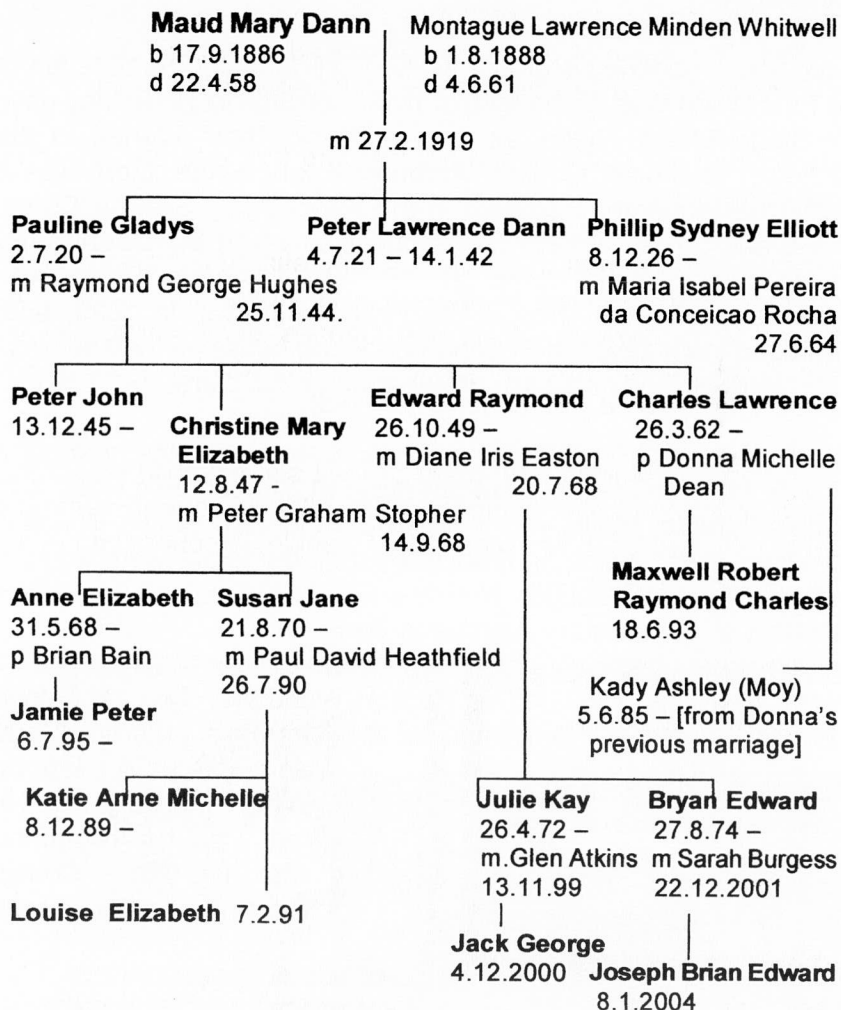 Maud Mary Dann
b 17.9.1886
d 22.4.58
Montague Lawrence Minden Whitwell
b 1.8.1888
d 4.6.61
m 27.2.1919
Pauline Gladys
2.7.20 –
m Raymond George Hughes
25.11.44.
Peter Lawrence Dann
4.7.21 – 14.1.42
Phillip Sydney Elliott
8.12.26 –
m Maria Isabel Pereira
da Conceicao Rocha
27.6.64
Peter John
13.12.45 –
Christine Mary
Elizabeth
12.8.47 -
m Peter Graham Stopher
14.9.68
Edward Raymond
26.10.49 –
m Diane Iris Easton
20.7.68
Charles Lawrence
26.3.62 –
p Donna Michelle
Dean
Maxwell Robert
Raymond Charles
18.6.93
Kady Ashley (Moy)
5.6.85 – [from Donna's
previous marriage]
Anne Elizabeth
31.5.68 –
p Brian Bain
Jamie Peter
6.7.95 –
Susan Jane
21.8.70 –
m Paul David Heathfield
26.7.90
Katie Anne Michelle
8.12.89 –
Louise Elizabeth 7.2.91
Julie Kay
26.4.72 –
m.Glen Atkins
13.11.99
Jack George
4.12.2000
Bryan Edward
27.8.74 –
m Sarah Burgess
22.12.2001
Joseph Brian Edward
8.1.2004